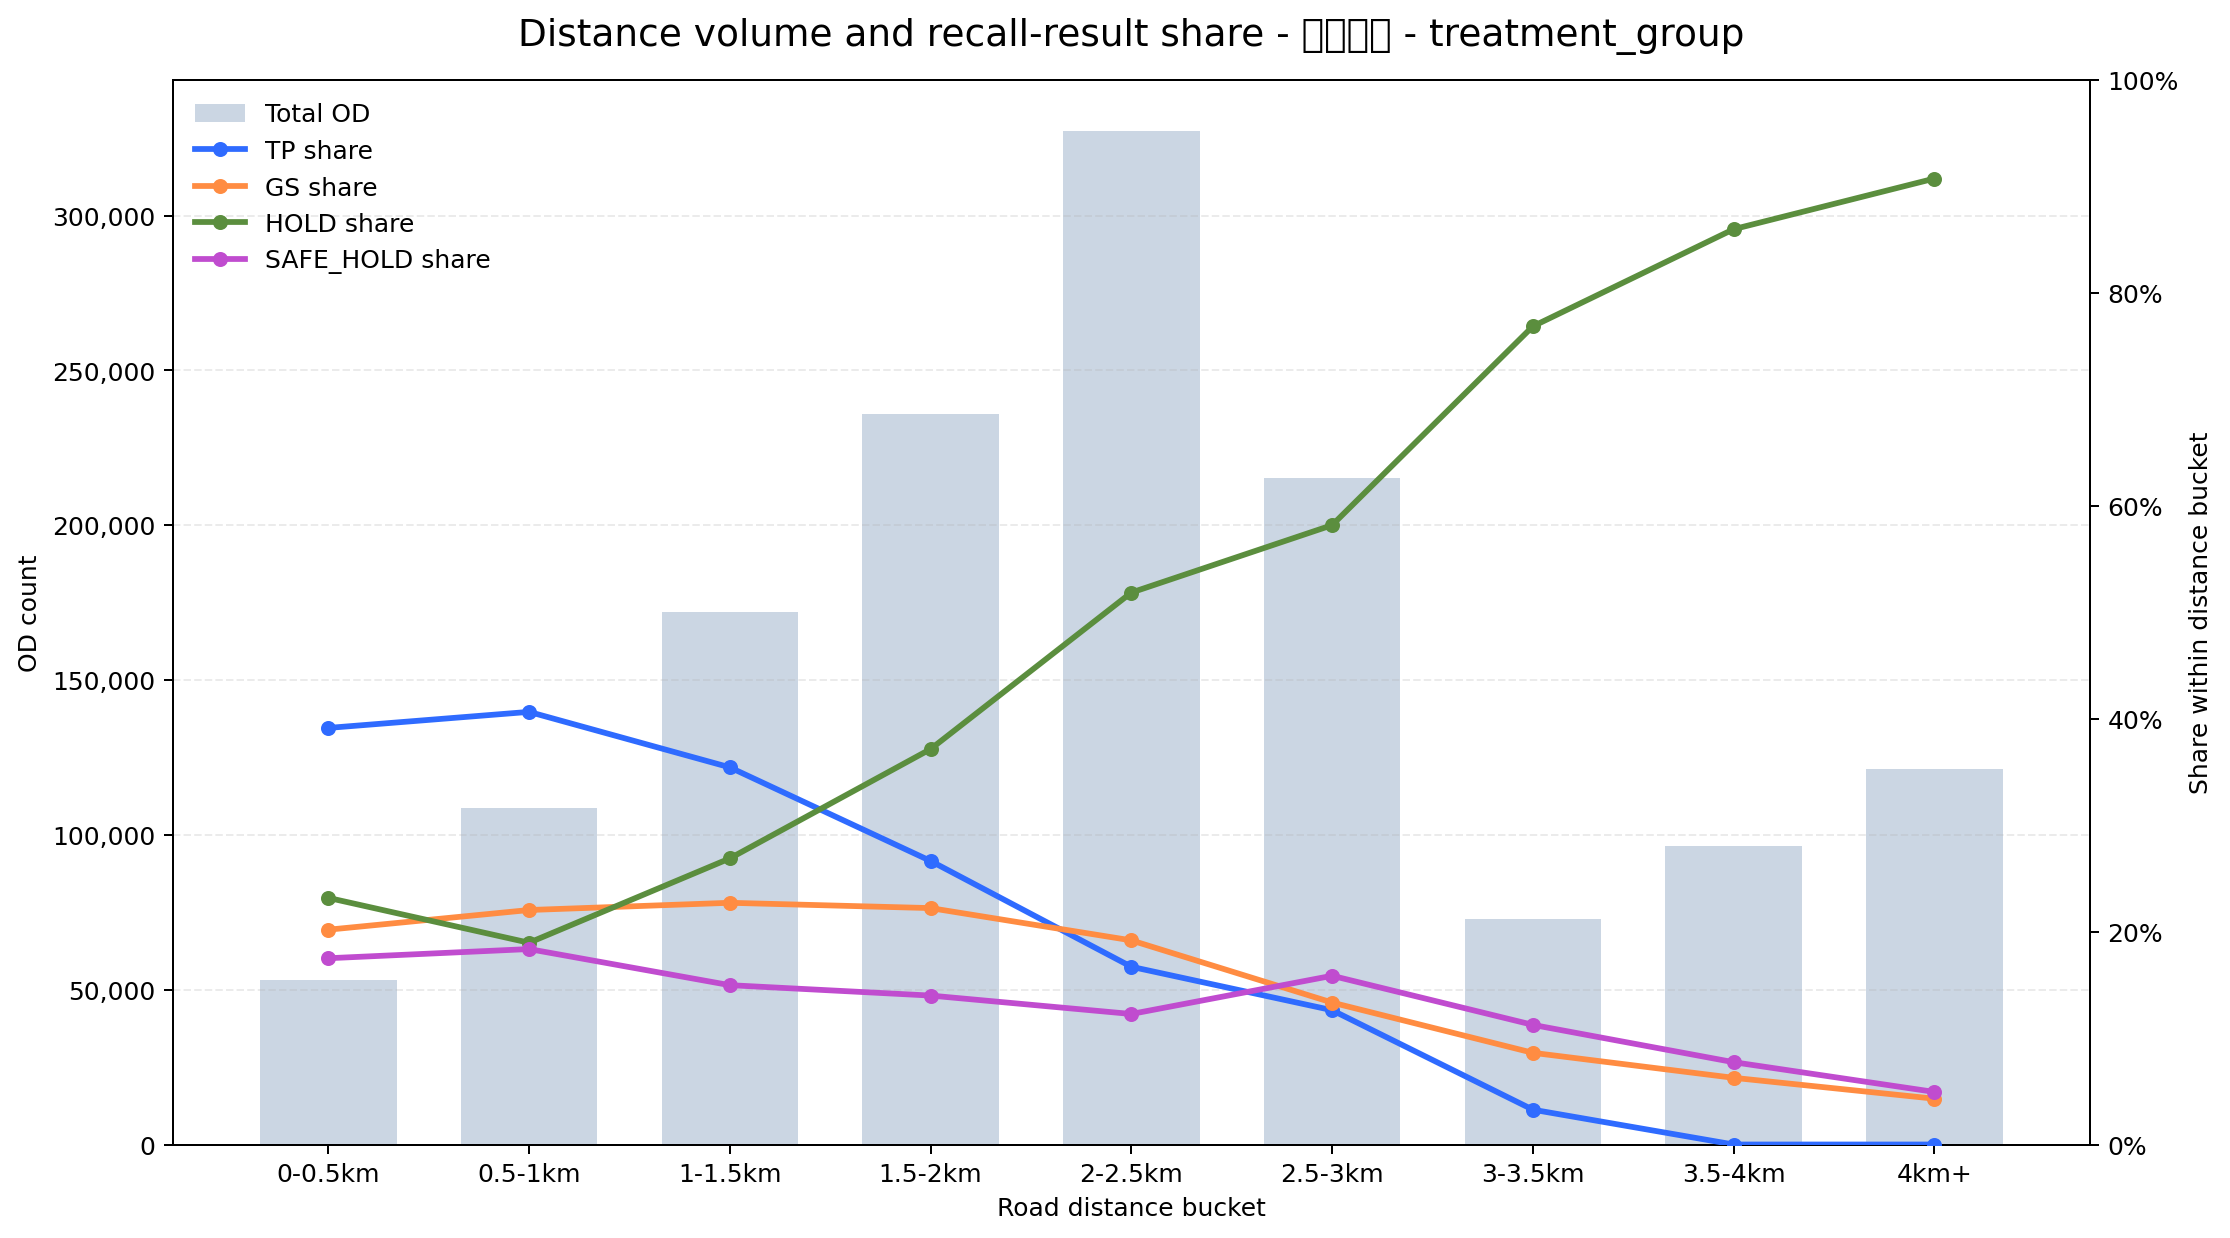 Distance volume and recall-result share - □□□□ - treatment_group
Total OD
TP share
GS share
HOLD share
SAFE_HOLD share
OD count
300,000
250,000
200,000
150,000
100,000
50,000
0
100%
80%
60%
40%
20%
0%
Share within distance bucket
0-0.5km
0.5-1km
1-1.5km
1.5-2km
2-2.5km
2.5-3km
3-3.5km
3.5-4km
4km+
Road distance bucket